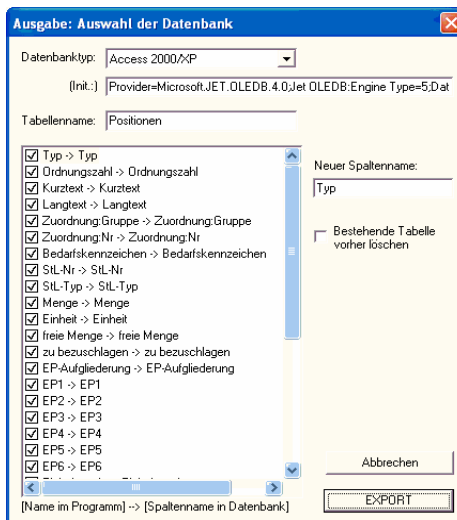 Ausgabe: Auswahl der Datenbank
Datenbanktyp: Access 2000/XP
(Init.:) Provider=Microsoft.JET.OLEDB.4.0;Jet OLEDB:Engine Type=5;Dat
Tabellenname: Positionen
Typ -> Typ
Ordnungszahl -> Ordnungszahl
Kurztext -> Kurztext
Langtext -> Langtext
Zuordnung:Gruppe -> Zuordnung:Gruppe
Zuordnung:Nr -> Zuordnung:Nr
Bedarfskennzeichen -> Bedarfskennzeichen
StL-Nr -> StL-Nr
StL-Typ -> StL-Typ
Menge -> Menge
Einheit -> Einheit
freie Menge -> freie Menge
zu bezuschlagen -> zu bezuschlagen
EP-Aufgliederung -> EP-Aufgliederung
EP1 -> EP1
EP2 -> EP2
EP3 -> EP3
EP4 -> EP4
EP5 -> EP5
EP6 -> EP6
Neuer Spaltenname:
Typ
Bestehende Tabelle
vorher löschen
Abbrechen
EXPORT
[Name im Programm] --> [Spaltenname in Datenbank]